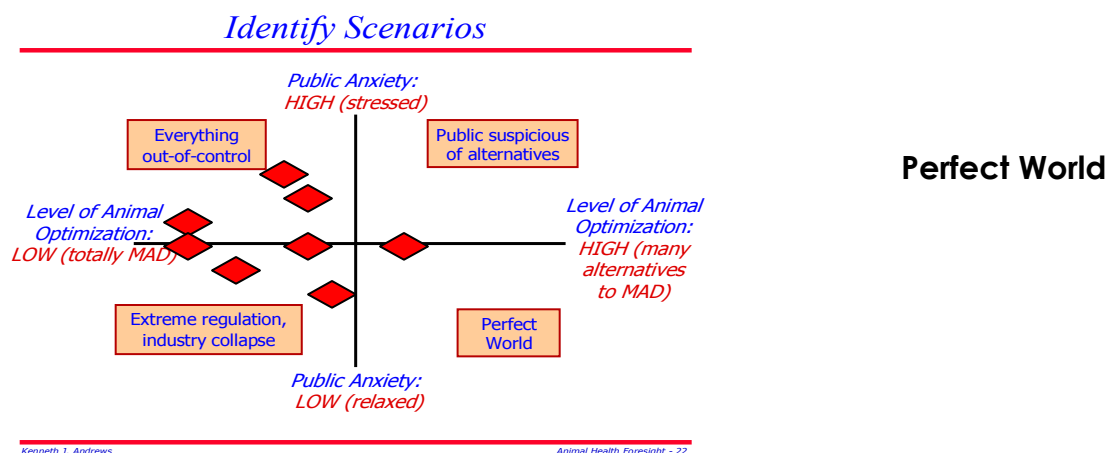 Identify Scenarios
Public Anxiety:
HIGH (stressed)
Everything
out-of-control
Public suspicious
of alternatives
Perfect World
Level of Animal
Optimization:
LOW (totally MAD)
Level of Animal
Optimization:
HIGH (many
alternatives
to MAD)
Extreme regulation,
industry collapse
Perfect
World
Public Anxiety:
LOW (relaxed)
Kenneth J. Andrews
Animal Health Foresight - 22